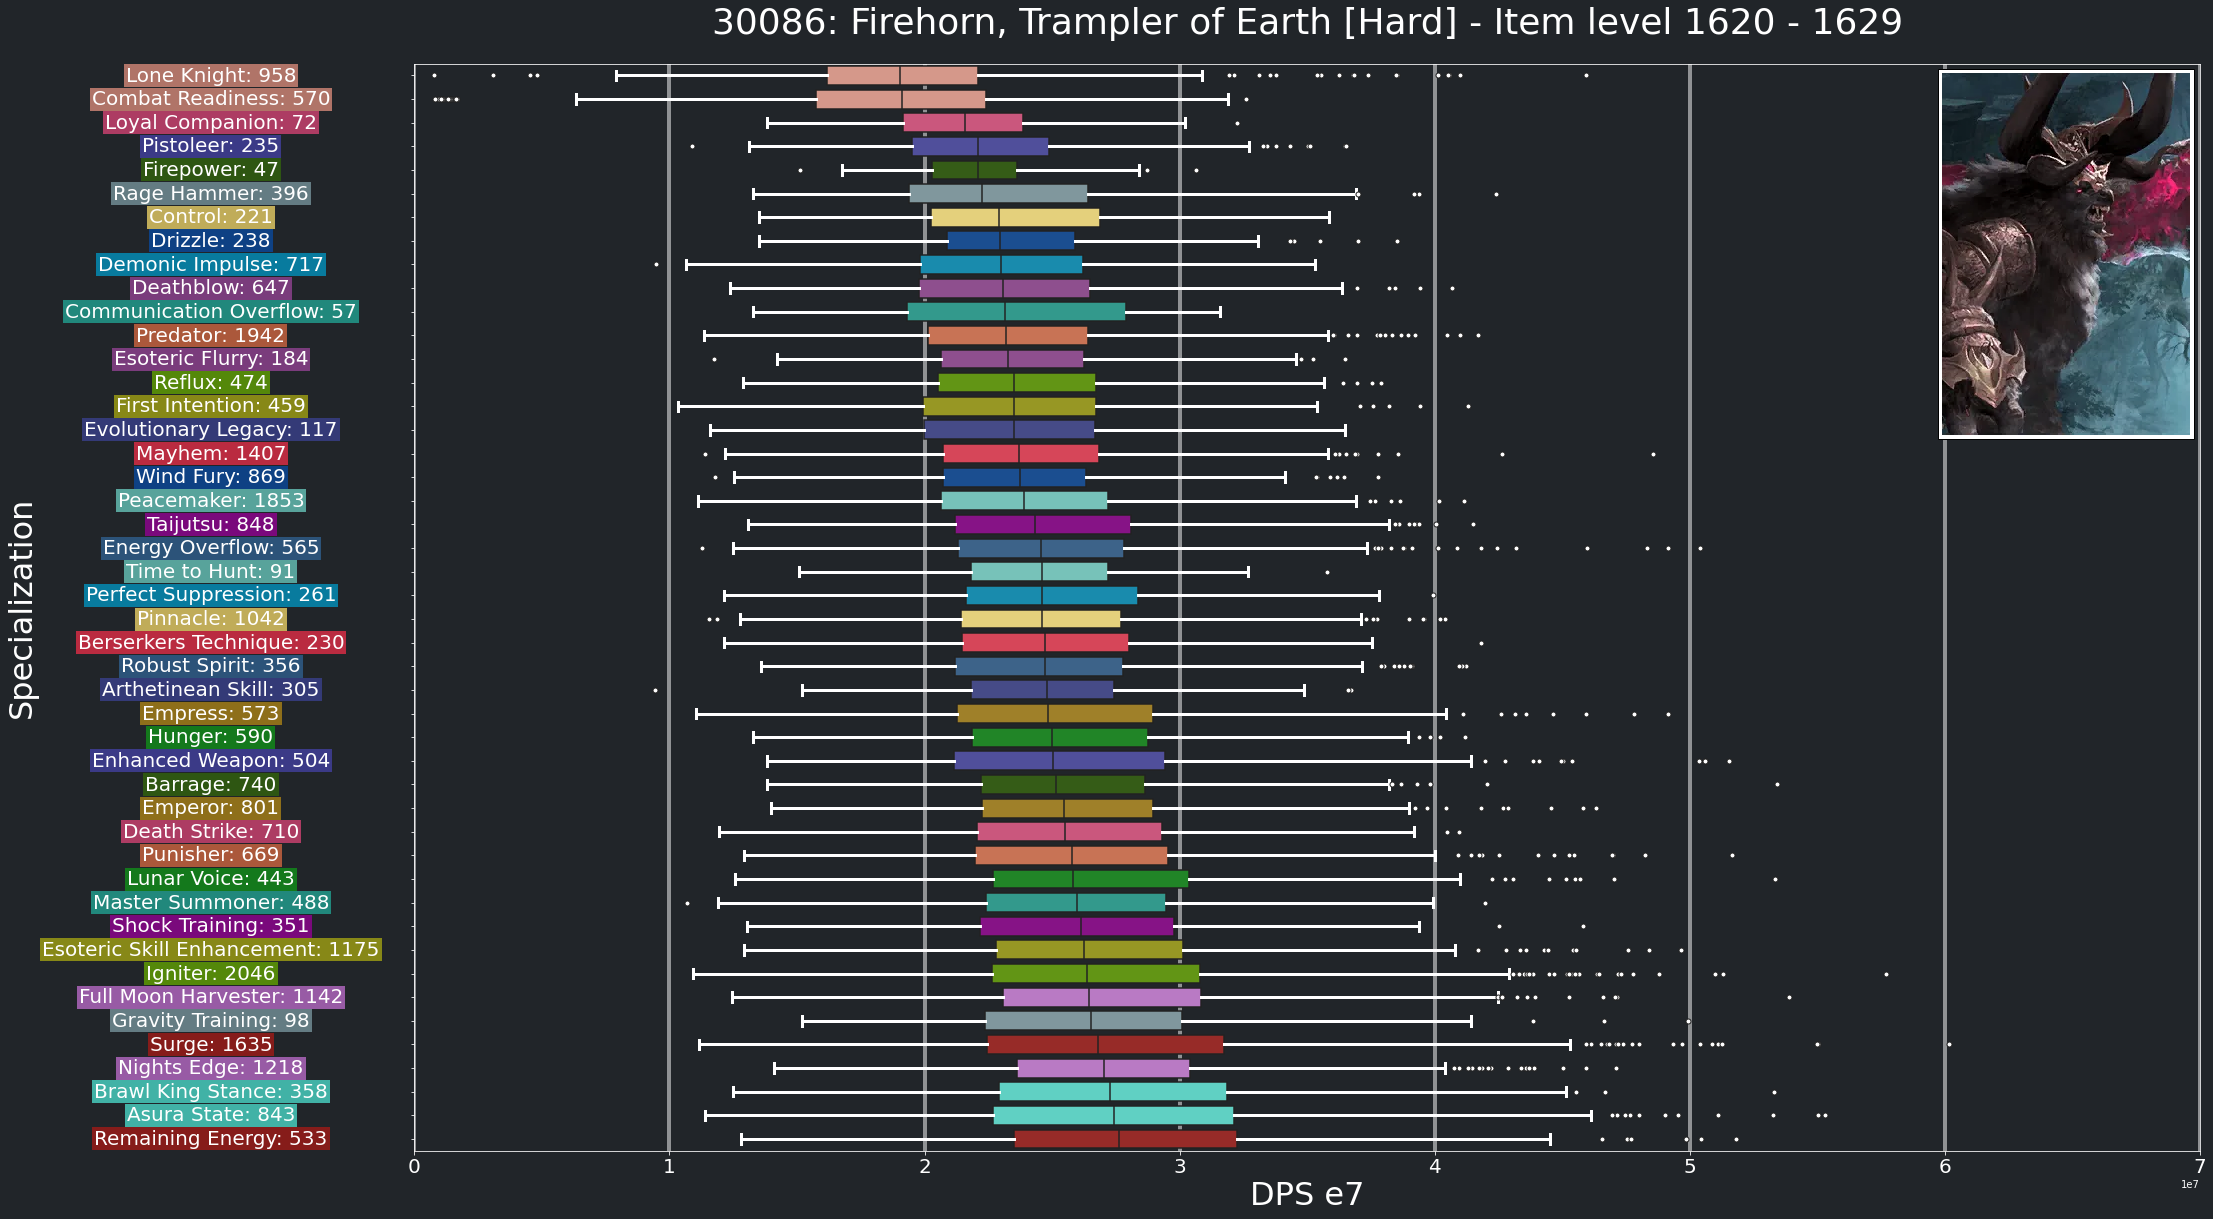 30086: Firehorn, Trampler of Earth [Hard] - Item level 1620 - 1629
Specialization
Lone Knight: 958
Combat Readiness: 570
Loyal Companion: 72
Pistoleer: 235
Firepower: 47
Rage Hammer: 396
Control: 221
Drizzle: 238
Demonic Impulse: 717
Deathblow: 647
Communication Overflow: 57
Predator: 1942
Esoteric Flurry: 184
Reflux: 474
First Intention: 459
Evolutionary Legacy: 117
Mayhem: 1407
Wind Fury: 869
Peacemaker: 1853
Taijutsu: 848
Energy Overflow: 565
Time to Hunt: 91
Perfect Suppression: 261
Pinnacle: 1042
Berserkers Technique: 230
Robust Spirit: 356
Arthetinean Skill: 305
Empress: 573
Hunger: 590
Enhanced Weapon: 504
Barrage: 740
Emperor: 801
Death Strike: 710
Punisher: 669
Lunar Voice: 443
Master Summoner: 488
Shock Training: 351
Esoteric Skill Enhancement: 1175
Igniter: 2046
Full Moon Harvester: 1142
Gravity Training: 98
Surge: 1635
Nights Edge: 1218
Brawl King Stance: 358
Asura State: 843
Remaining Energy: 533
0 1 2 3 4 5 6 7
1e7
DPS e7